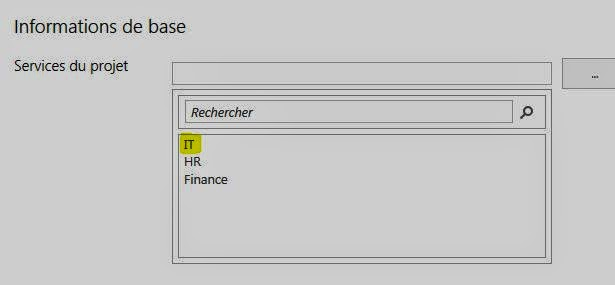 Informations de base
Services du projet
...
Rechercher
IT
HR
Finance